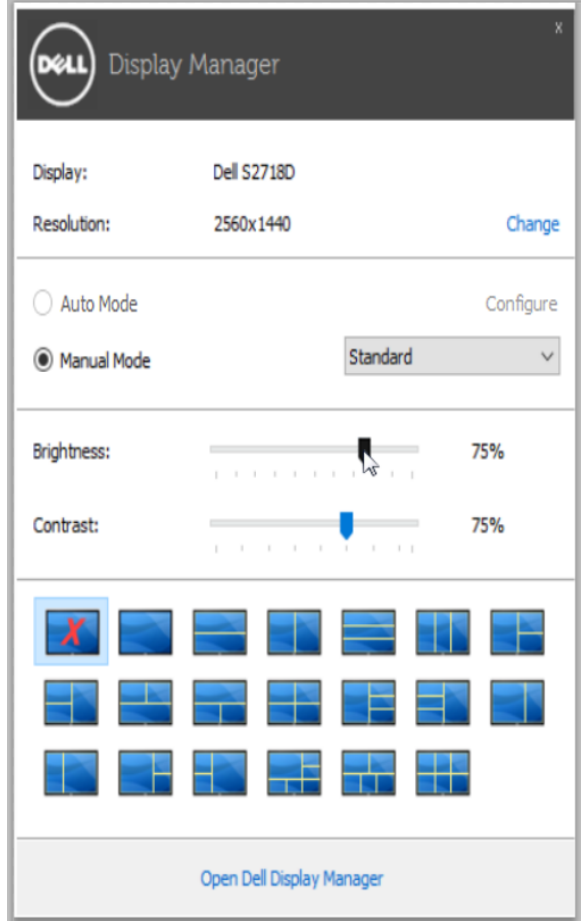 DELL Display Manager
X
Display: Dell S2718D
Resolution: 2560x1440 Change
Auto Mode Configure
Manual Mode Standard
Brightness: 75%
Contrast: 75%
X
Open Dell Display Manager